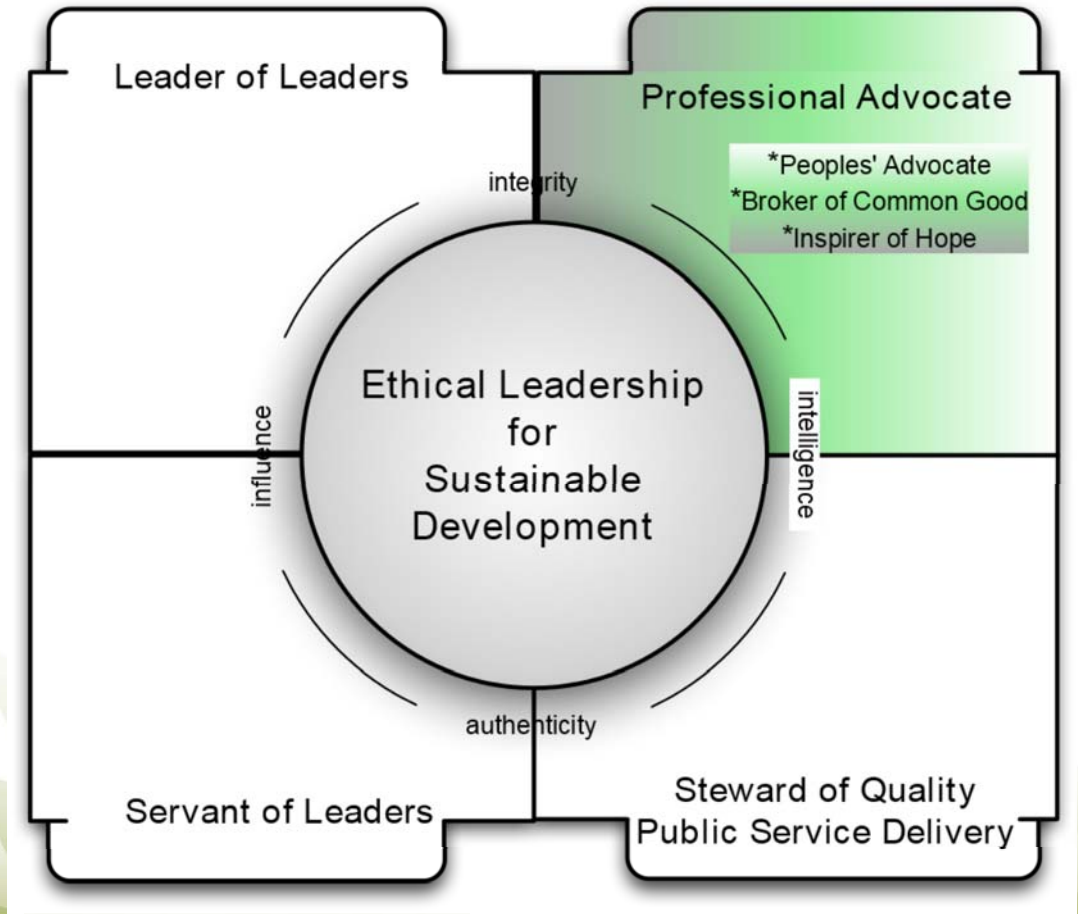 Leader of Leaders
Professional Advocate
*Peoples' Advocate
*Broker of Common Good
*Inspirer of Hope
integrity
Ethical Leadership
for
Sustainable
Development
influence
intelligence
authenticity
Servant of Leaders
Steward of Quality
Public Service Delivery